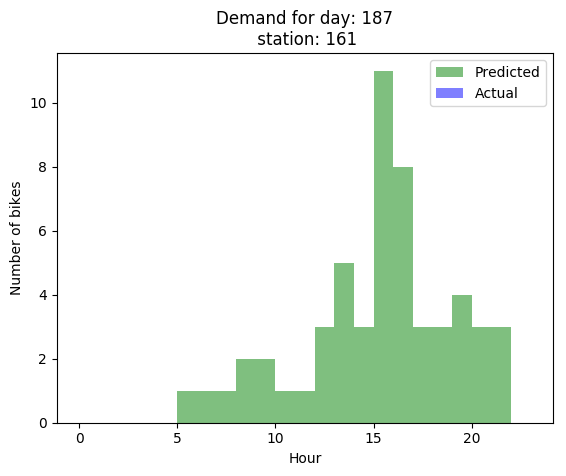 Demand for day: 187
station: 161
Predicted
Actual
Number of bikes
10
8
6
4
2
0
0 5 10 15 20
Hour